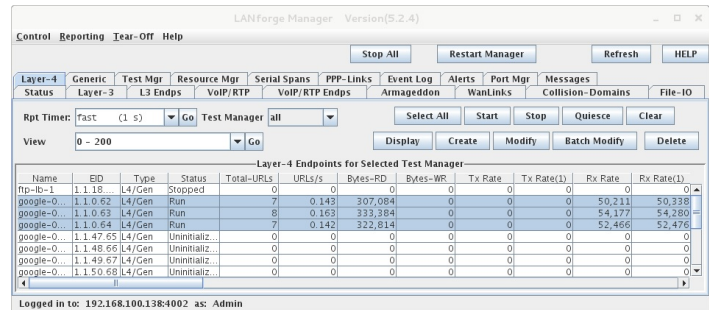 LANforge Manager   Version(5.2.4)
Control Reporting Tear-Off Help
Stop All Restart Manager Refresh HELP
Layer-4 Generic Test Mgr Resource Mgr Serial Spans PPP-Links Event Log Alerts Port Mgr Messages
Status Layer-3 L3 Endps VoIP/RTP VoIP/RTP Endps Armageddon WanLinks Collision-Domains File-IO
Rpt Timer: fast (1 s) Go Test Manager all Select All Start Stop Quiesce Clear
View 0 - 200 Go Display Create Modify Batch Modify Delete
Layer-4 Endpoints for Selected Test Manager
Name EID Type Status Total-URLs URLs/s Bytes-RD Bytes-WR Tx Rate Tx Rate(1) Rx Rate Rx Rate(1)
ftp-lb-1 1.1.18.... L4/Gen Stopped 0 0 0 0 0 0 0 0
google-0... 1.1.0.62 L4/Gen Run 7 0.143 307,084 0 0 0 50,211 50,338
google-0... 1.1.0.63 L4/Gen Run 8 0.163 333,384 0 0 0 54,177 54,280
google-0... 1.1.0.64 L4/Gen Run 7 0.142 322,814 0 0 0 52,466 52,476
google-0... 1.1.47.65 L4/Gen Uninitializ... 0 0 0 0 0 0 0 0
google-0... 1.1.48.66 L4/Gen Uninitializ... 0 0 0 0 0 0 0 0
google-0... 1.1.49.67 L4/Gen Uninitializ... 0 0 0 0 0 0 0 0
google-0... 1.1.50.68 L4/Gen Uninitializ... 0 0 0 0 0 0 0 0
Logged in to: 192.168.100.138:4002 as: Admin